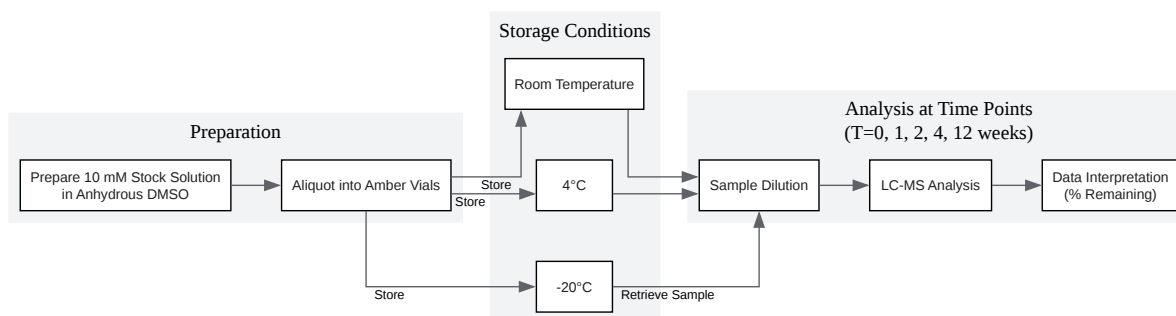 Storage Conditions
Room Temperature
Analysis at Time Points
(T=0, 1, 2, 4, 12 weeks)
Preparation
Prepare 10 mM Stock Solution
in Anhydrous DMSO
Aliquot into Amber Vials
Store
Store
4°C
Sample Dilution
LC-MS Analysis
Data Interpretation
(% Remaining)
Store
-20°C
Retrieve Sample